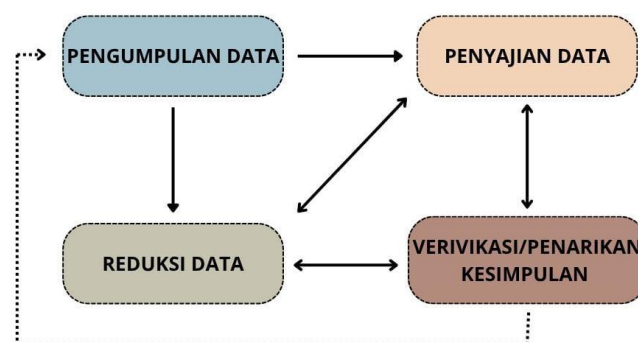 PENGUMPULAN DATA
PENYAJIAN DATA
REDUKSI DATA
VERIVIKASI/PENARIKAN
KESIMPULAN